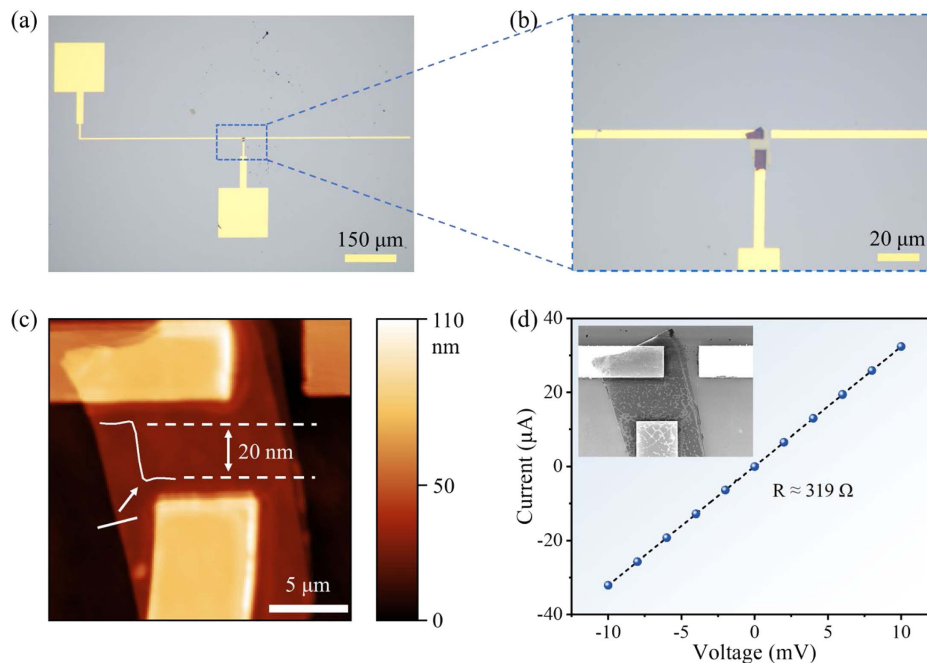 (a)
150 μm
(b)
20 μm
(c)
20 nm
5 μm
110
nm
50
0
(d)
40
20
0
-20
-40
Current (μA)
R ≈ 319 Ω
-10
-5
0
5
10
Voltage (mV)